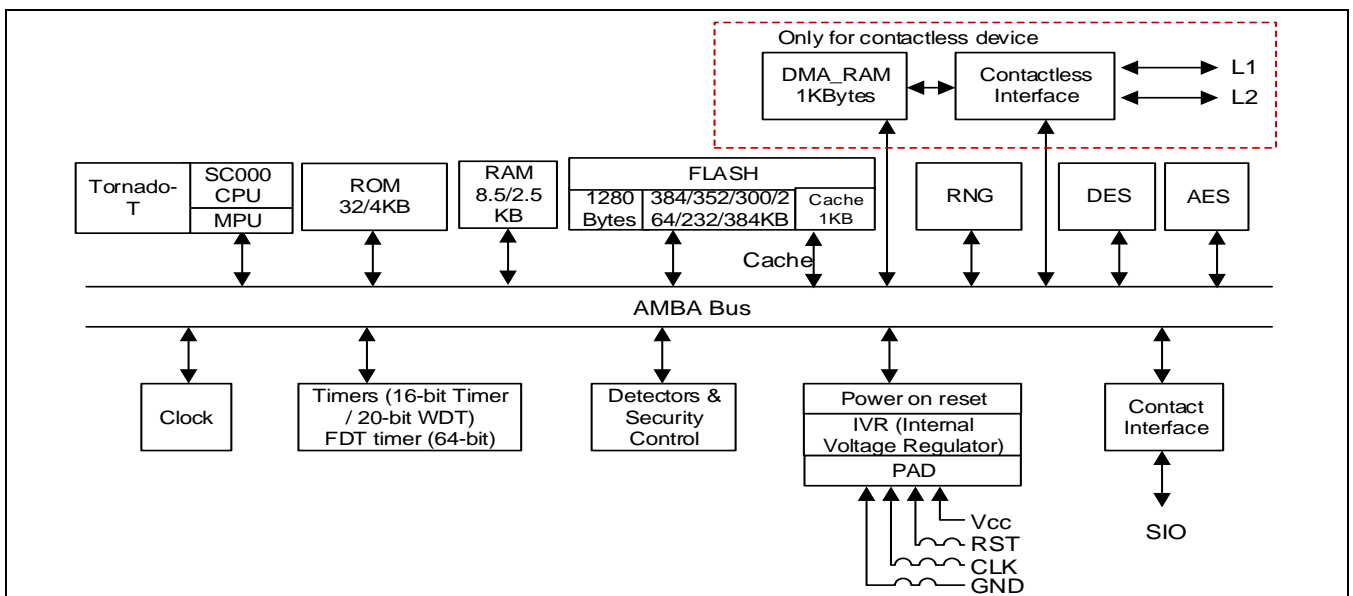 Only for contactless device
DMA_RAM
1KBytes
Contactless
Interface
L1
L2
Tornado-
T
SC000
CPU
MPU
ROM
32/4KB
RAM
8.5/2.5
KB
FLASH
1280
Bytes
384/352/300/2
64/232/384KB
Cache
1KB
RNG
DES
AES
Cache
AMBA Bus
Clock
Timers (16-bit Timer
/ 20-bit WDT)
FDT timer (64-bit)
Detectors &
Security
Control
Power on reset
IVR (Internal
Voltage Regulator)
PAD
Contact
Interface
Vcc
RST
CLK
GND
SIO